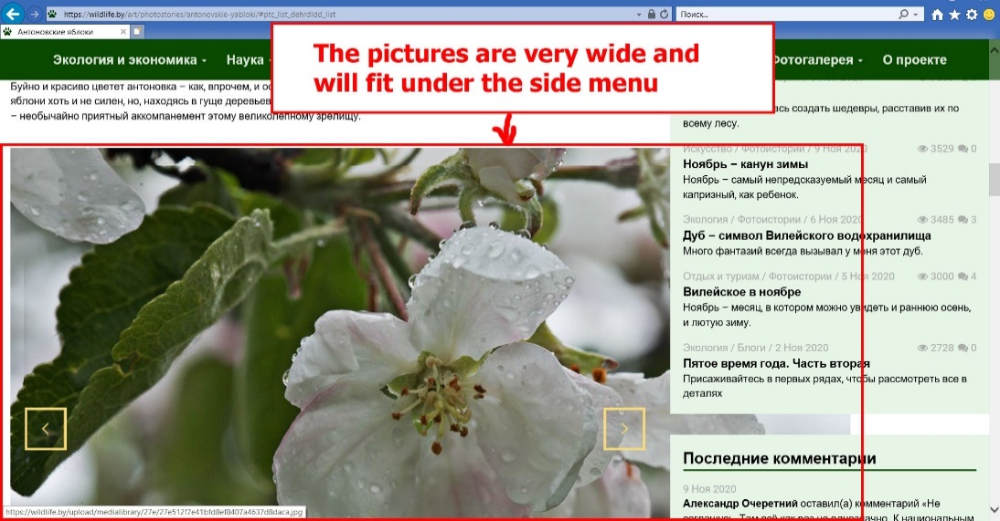 https://wildlife.by/art/photostories/antonovskie-yabloki/#ptc_list_dehrdldd_list
Поиск...
Антоновские яблоки
Экология и экономика
Наука
Фотогалерея
О проекте
The pictures are very wide and
will fit under the side menu
Буйно и красиво цветет антоновка – как, впрочем, и
яблони хоть и не силен, но, находясь в гуще деревьев
– необычайно приятный аккомпанемент этому великолепному зрелищу.
создать шедевры, расставив их по
всему лесу.
Искусство / Фотоистории / 9 Ноя 2020 3529 0
Ноябрь – канун зимы
Ноябрь – самый непредсказуемый месяц и самый
капризный, как ребенок.
Экология / Фотоистории / 6 Ноя 2020 3485 3
Дуб – символ Вилейского водохранилища
Много фантазий всегда вызывал у меня этот дуб.
Отдых и туризм / Фотоистории / 5 Ноя 2020 3000 4
Вилейское в ноябре
Ноябрь – месяц, в котором можно увидеть и раннюю осень,
и лютую зиму.
Экология / Блоги / 2 Ноя 2020 2728 0
Пятое время года. Часть вторая
Присаживайтесь в первых рядах, чтобы рассмотреть все в
деталях
Последние комментарии
9 Ноя 2020
Александр Очеретний оставил(а) комментарий «Не
https://wildlife.by/upload/medialibrary/27e/27e512f7e41bfd8ef8407a4637d8daca.jpg